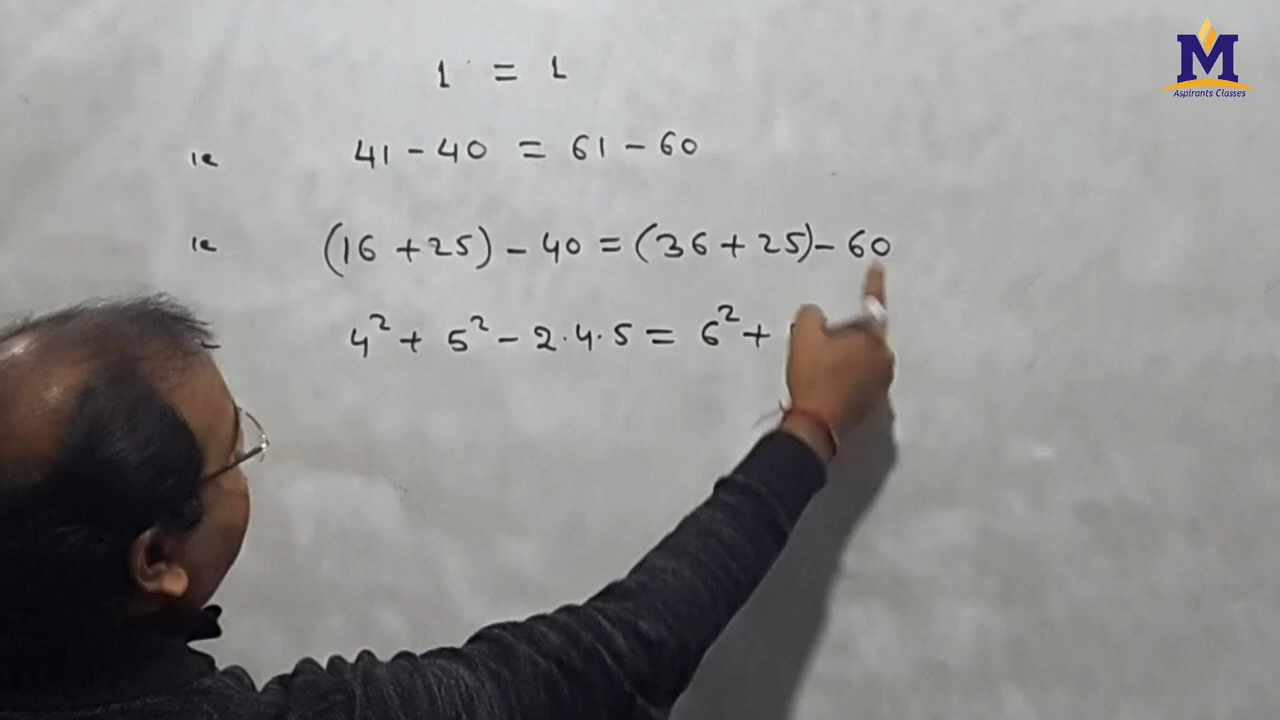 1 = 1
ie 41 - 40 = 61 - 60
ie (16 + 25) - 40 = (36 + 25) - 60
4² + 5² - 2·4·5 = 6² +
M
Aspirants Classes